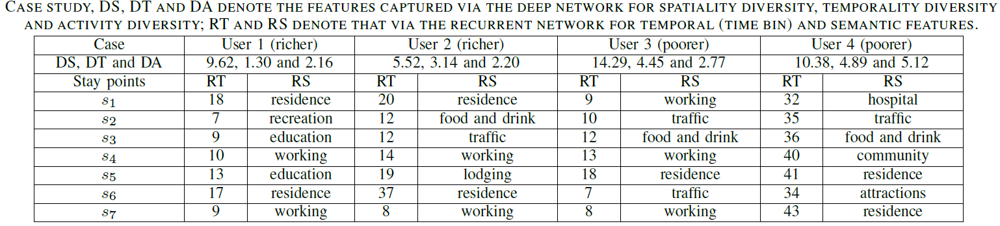 CASE STUDY, DS, DT AND DA DENOTE THE FEATURES CAPTURED VIA THE DEEP NETWORK FOR SPATIALITY DIVERSITY, TEMPORALITY DIVERSITY
AND ACTIVITY DIVERSITY; RT AND RS DENOTE THAT VIA THE RECURRENT NETWORK FOR TEMPORAL (TIME BIN) AND SEMANTIC FEATURES.
Case User 1 (richer) User 2 (richer) User 3 (poorer) User 4 (poorer)
DS, DT and DA 9.62, 1.30 and 2.16 5.52, 3.14 and 2.20 14.29, 4.45 and 2.77 10.38, 4.89 and 5.12
Stay points RT RS RT RS RT RS RT RS
s1 18 residence 20 residence 9 working 32 hospital
s2 7 recreation 12 food and drink 10 traffic 35 traffic
s3 9 education 12 traffic 12 food and drink 36 food and drink
s4 10 working 14 working 13 working 40 community
s5 13 education 19 lodging 18 residence 41 residence
s6 17 residence 37 residence 7 traffic 34 attractions
s7 9 working 8 working 8 working 43 residence